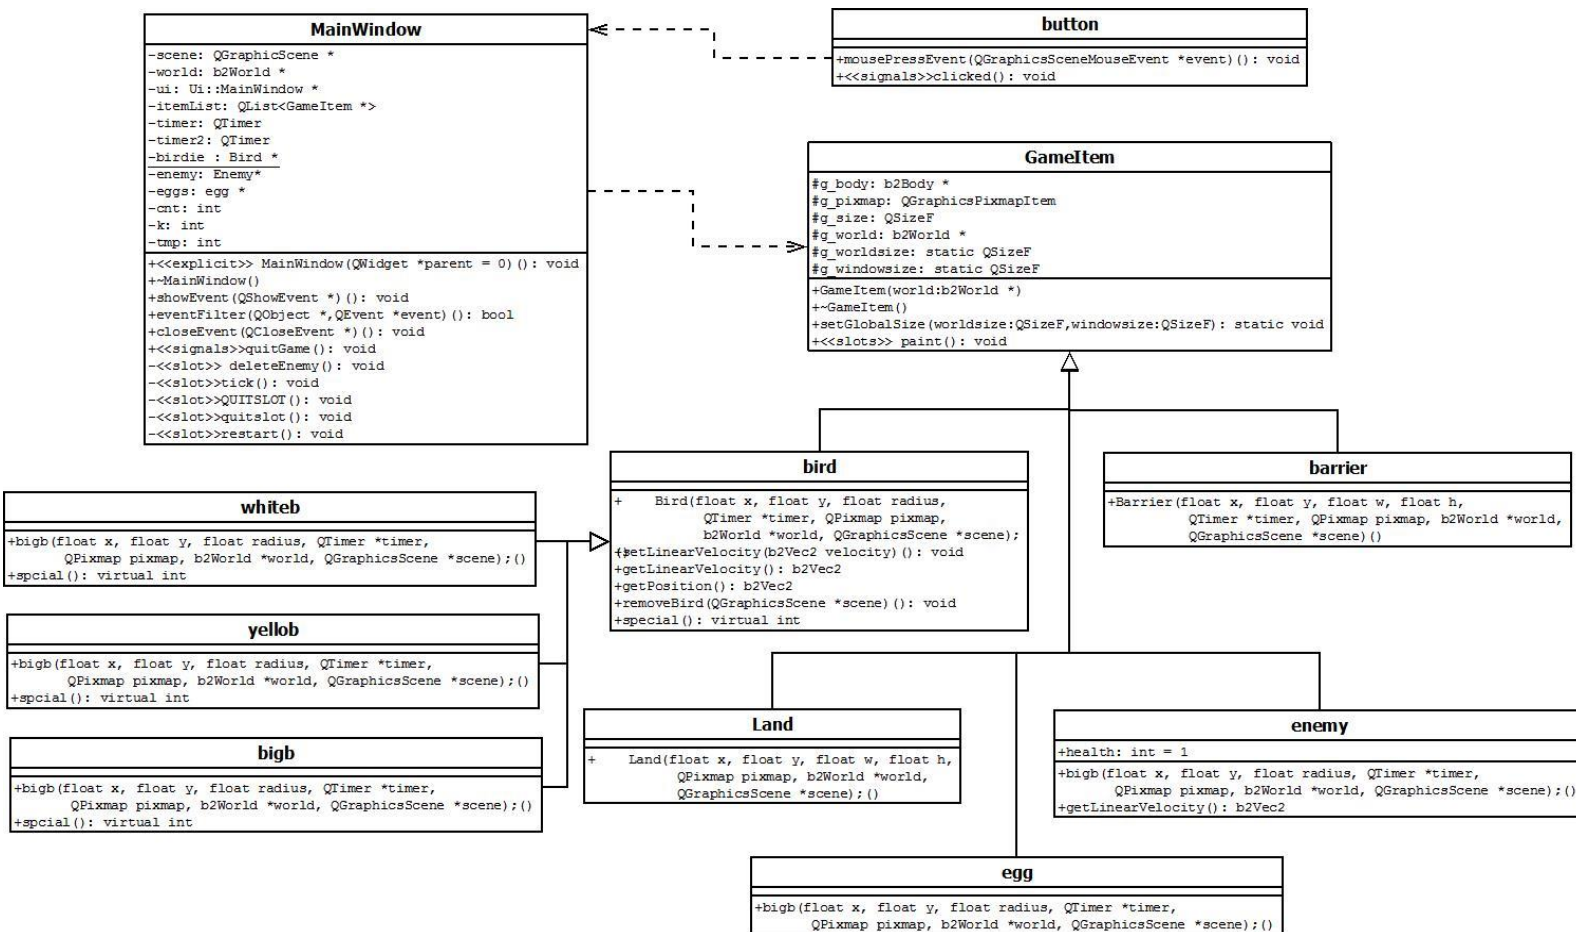 MainWindow
-scene: QGraphicScene *
-world: b2World *
-ui: Ui::MainWindow *
-itemList: QList<GameItem *>
-timer: QTimer
-timer2: QTimer
-birdie : Bird *
-enemy: Enemy*
-eggs: egg *
-cnt: int
-k: int
-tmp: int
+<<explicit>> MainWindow(QWidget *parent = 0)(): void
+~MainWindow()
+showEvent(QShowEvent *)(): void
+eventFilter(QObject *,QEvent *event)(): bool
+closeEvent(QCloseEvent *)(): void
+<<signals>>quitGame(): void
-<<slot>> deleteEnemy(): void
-<<slot>>tick(): void
-<<slot>>QUITSLOT(): void
-<<slot>>quitslot(): void
-<<slot>>restart(): void
button
+mousePressEvent(QGraphicsSceneMouseEvent *event)(): void
+<<signals>>clicked(): void
GameItem
#g_body: b2Body *
#g_pixmap: QGraphicsPixmapItem
#g_size: QSizeF
#g_world: b2World *
#g_worldsize: static QSizeF
#g_windowsize: static QSizeF
+GameItem(world:b2World *)
+~GameItem()
+setGlobalSize(worldsize:QSizeF,windowsize:QSizeF): static void
+<<slots>> paint(): void
bird
+ Bird(float x, float y, float radius,
QTimer *timer, QPixmap pixmap,
b2World *world, QGraphicsScene *scene);
()
+setLinearVelocity(b2Vec2 velocity)(): void
+getLinearVelocity(): b2Vec2
+getPosition(): b2Vec2
+removeBird(QGraphicsScene *scene)(): void
+special(): virtual int
barrier
+Barrier(float x, float y, float w, float h,
QTimer *timer, QPixmap pixmap, b2World *world,
QGraphicsScene *scene)()
whiteb
+bigb(float x, float y, float radius, QTimer *timer,
QPixmap pixmap, b2World *world, QGraphicsScene *scene);()
+spcial(): virtual int
yellob
+bigb(float x, float y, float radius, QTimer *timer,
QPixmap pixmap, b2World *world, QGraphicsScene *scene);()
+spcial(): virtual int
bigb
+bigb(float x, float y, float radius, QTimer *timer,
QPixmap pixmap, b2World *world, QGraphicsScene *scene);()
+spcial(): virtual int
Land
+ Land(float x, float y, float w, float h,
QPixmap pixmap, b2World *world,
QGraphicsScene *scene);()
enemy
+health: int = 1
+bigb(float x, float y, float radius, QTimer *timer,
QPixmap pixmap, b2World *world, QGraphicsScene *scene);()
+getLinearVelocity(): b2Vec2
egg
+bigb(float x, float y, float radius, QTimer *timer,
QPixmap pixmap, b2World *world, QGraphicsScene *scene);()